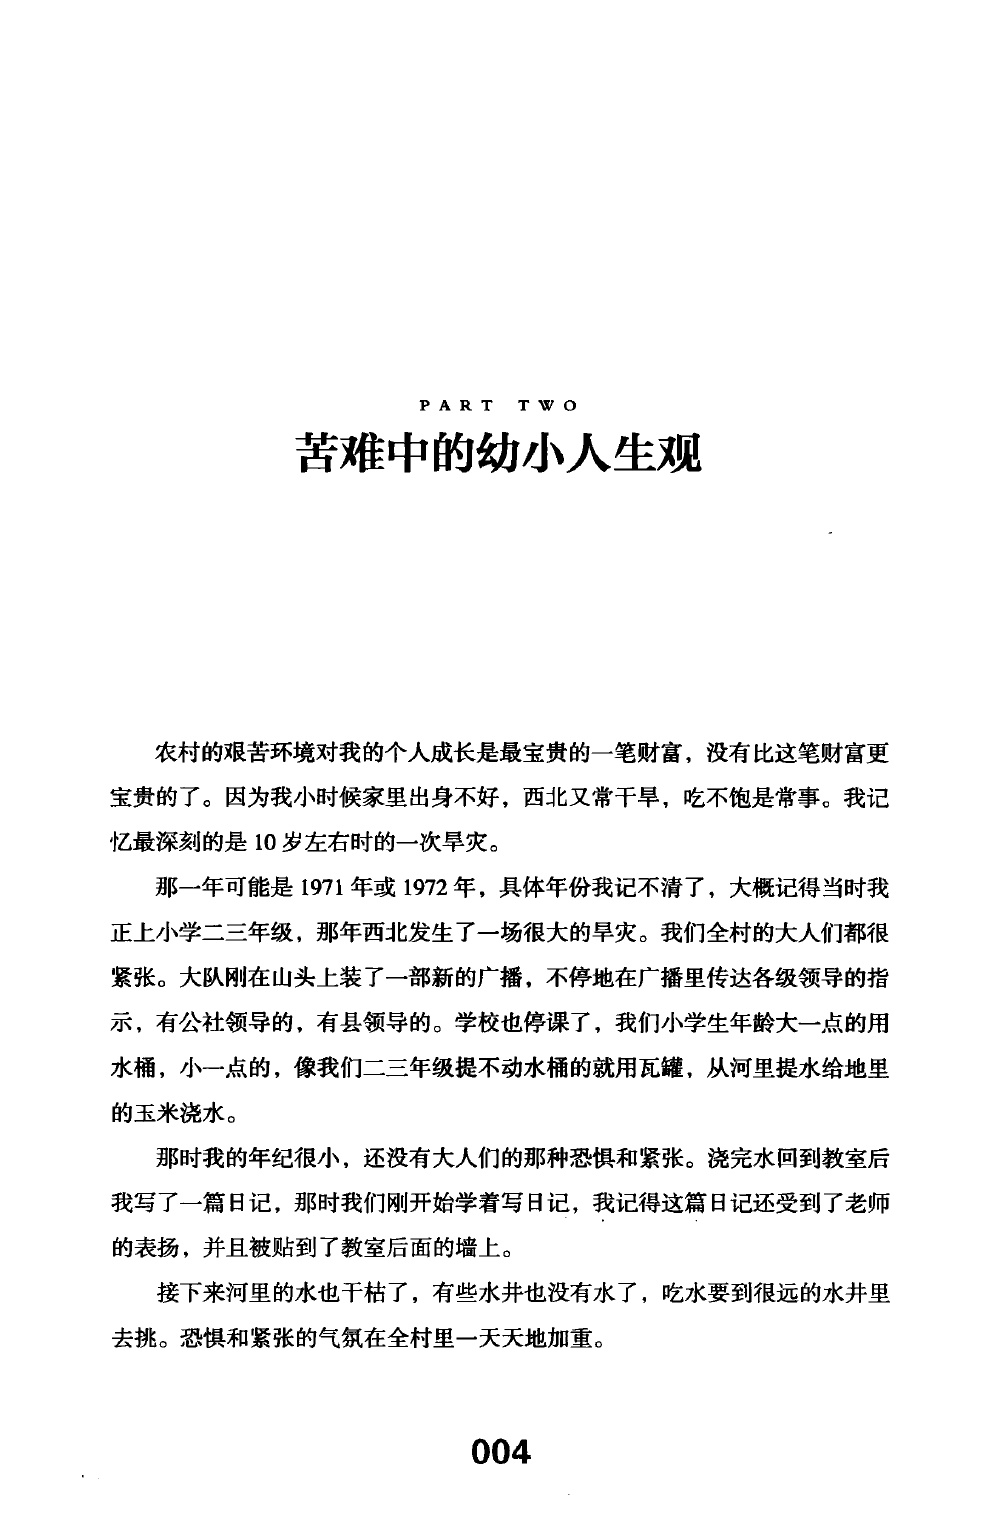 PART TWO
苦难中的幼小人生观
农村的艰苦环境对我的个人成长是最宝贵的一笔财富，没有比这笔财富更
宝贵的了。因为我小时候家里出身不好，西北又常干旱，吃不饱是常事。我记
忆最深刻的是 10 岁左右时的一次旱灾。
那一年可能是 1971 年或 1972 年，具体年份我记不清了，大概记得当时我
正上小学二三年级，那年西北发生了一场很大的旱灾。我们全村的大人们都很
紧张。大队刚在山头上装了一部新的广播，不停地在广播里传达各级领导的指
示，有公社领导的，有县领导的。学校也停课了，我们小学生年龄大一点的用
水桶，小一点的，像我们二三年级提不动水桶的就用瓦罐，从河里提水给地里
的玉米浇水。
那时我的年纪很小，还没有大人们的那种恐惧和紧张。浇完水回到教室后
我写了一篇日记，那时我们刚开始学着写日记，我记得这篇日记还受到了老师
的表扬，并且被贴到了教室后面的墙上。
接下来河里的水也干枯了，有些水井也没有水了，吃水要到很远的水井里
去挑。恐惧和紧张的气氛在全村里一天天地加重。
004